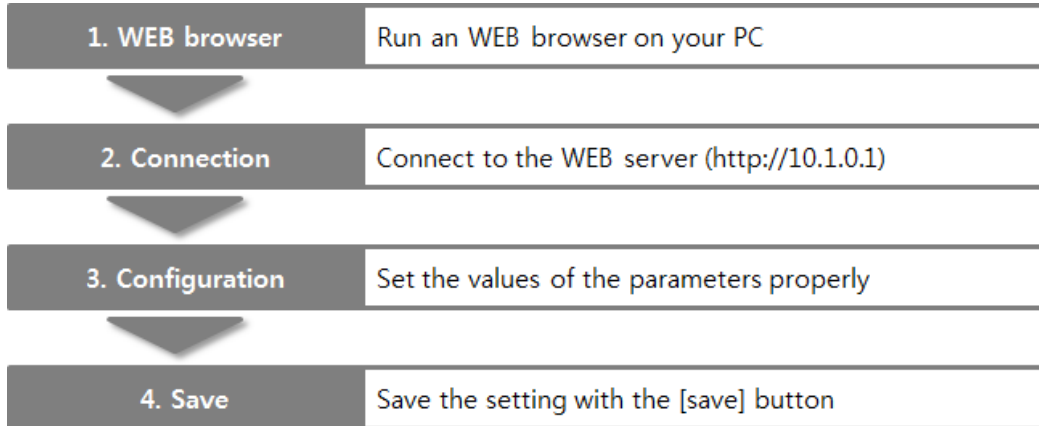 1. WEB browser
Run an WEB browser on your PC
2. Connection
Connect to the WEB server (http://10.1.0.1)
3. Configuration
Set the values of the parameters properly
4. Save
Save the setting with the [save] button